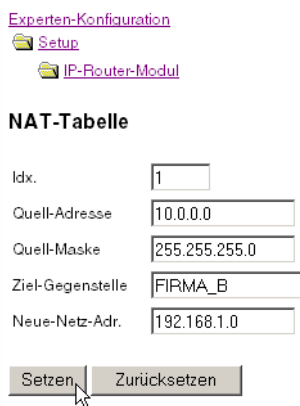 Experten-Konfiguration
Setup
IP-Router-Modul
NAT-Tabelle
Idx. 1
Quell-Adresse 10.0.0.0
Quell-Maske 255.255.255.0
Ziel-Gegenstelle FIRMA_B
Neue-Netz-Adr. 192.168.1.0
Setzen Zurücksetzen